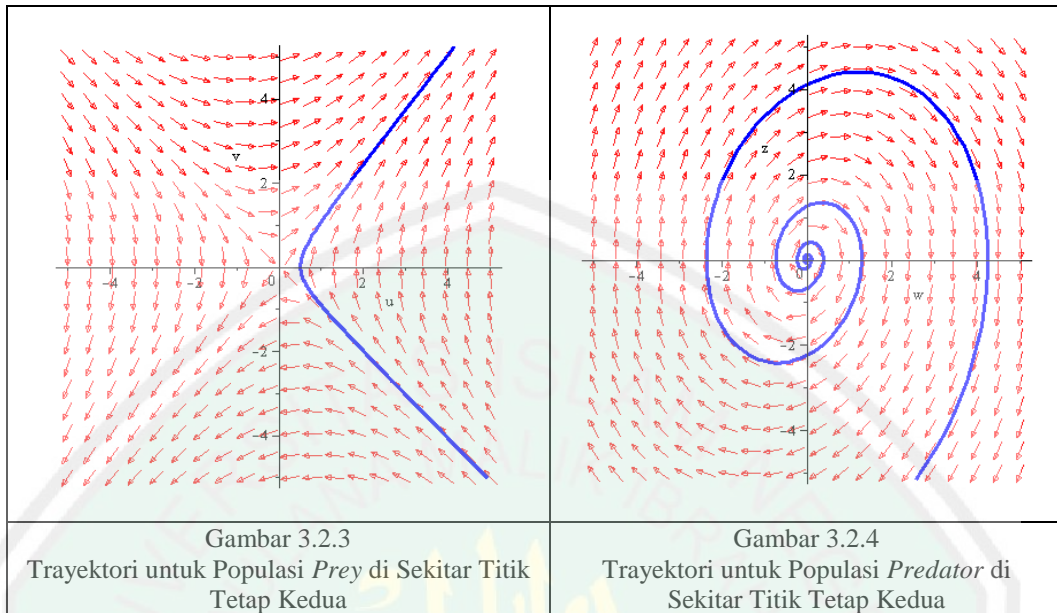 4
v
2
-4
-2
0
2
4
u
-2
-4
4
z
2
-4
-2
0
2
4
w
-2
-4
Gambar 3.2.3
Trayektori untuk Populasi Prey di Sekitar Titik
Tetap Kedua
Gambar 3.2.4
Trayektori untuk Populasi Predator di
Sekitar Titik Tetap Kedua